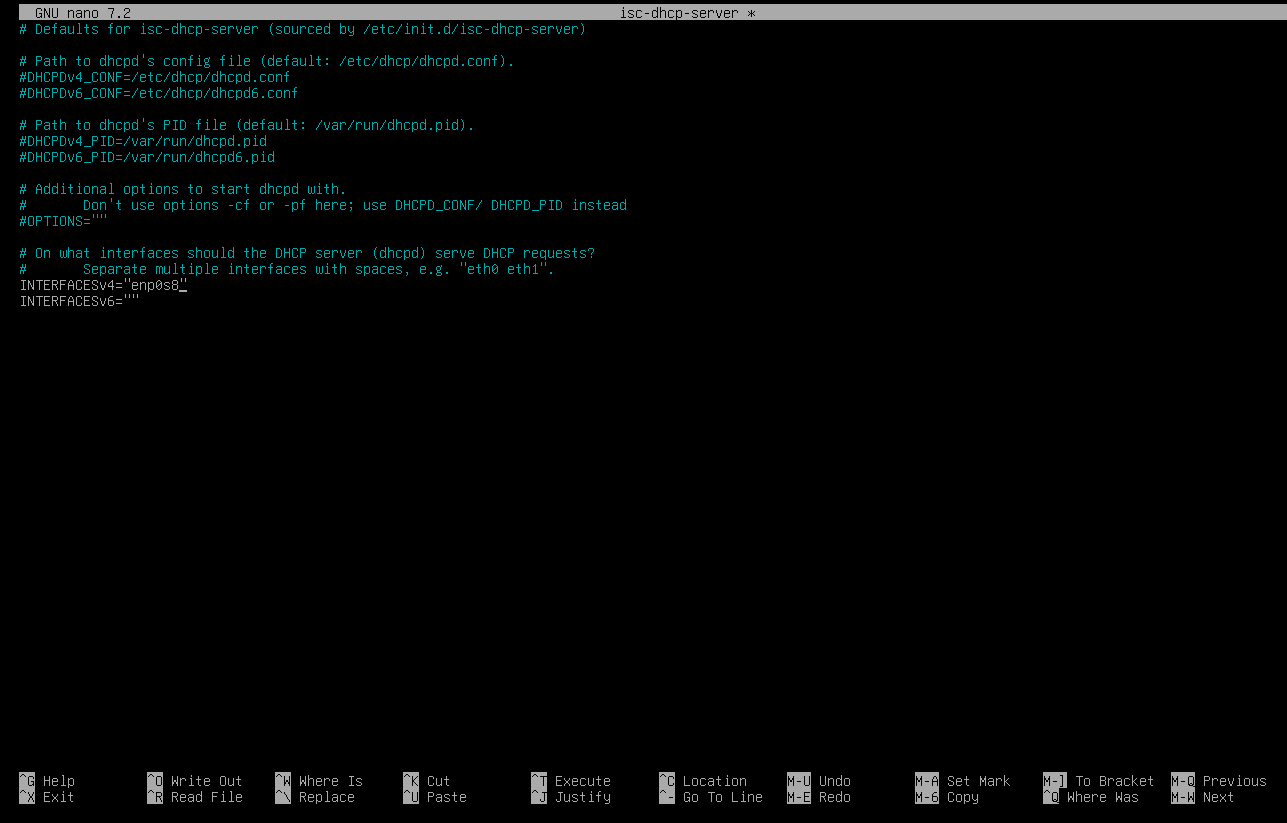 GNU nano 7.2 isc-dhcp-server *
# Defaults for isc-dhcp-server (sourced by /etc/init.d/isc-dhcp-server)
# Path to dhcpd's config file (default: /etc/dhcp/dhcpd.conf).
#DHCPDv4_CONF=/etc/dhcp/dhcpd.conf
#DHCPDv6_CONF=/etc/dhcp/dhcpd6.conf
# Path to dhcpd's PID file (default: /var/run/dhcpd.pid).
#DHCPDv4_PID=/var/run/dhcpd.pid
#DHCPDv6_PID=/var/run/dhcpd6.pid
# Additional options to start dhcpd with.
#       Don't use options -cf or -pf here; use DHCPD_CONF/ DHCPD_PID instead
#OPTIONS=""
# On what interfaces should the DHCP server (dhcpd) serve DHCP requests?
#       Separate multiple interfaces with spaces, e.g. "eth0 eth1".
INTERFACESv4="enp0s8"
INTERFACESv6=""
^G Help ^O Write Out ^W Where Is ^K Cut ^T Execute ^C Location M-U Undo M-A Set Mark M-] To Bracket M-Q Previous
^X Exit ^R Read File ^\ Replace ^U Paste ^J Justify ^- Go To Line M-E Redo M-6 Copy ^Q Where Was M-W Next